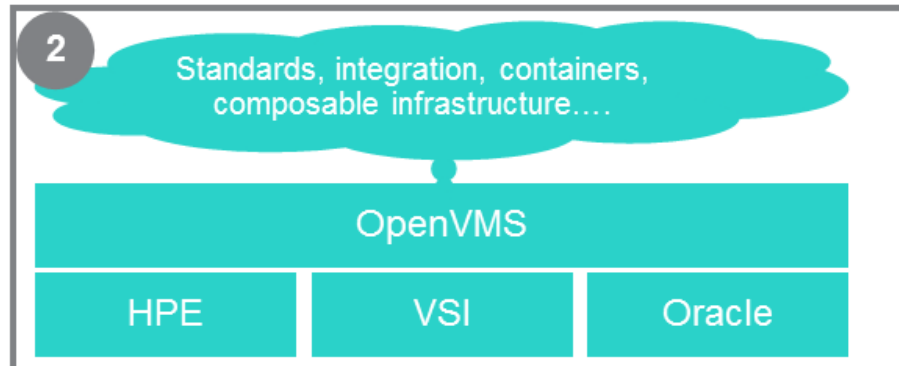 2
Standards, integration, containers,
composable infrastructure....
OpenVMS
HPE
VSI
Oracle